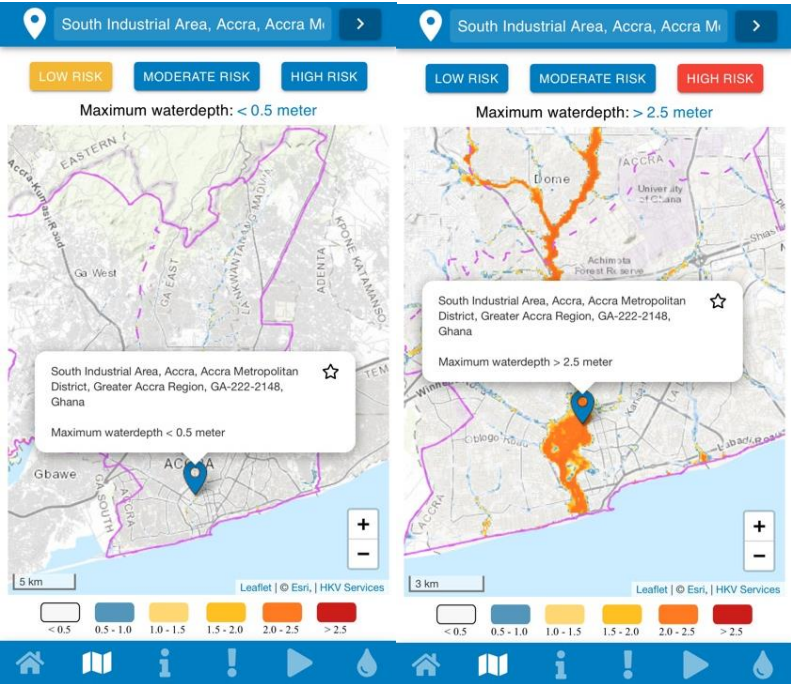 South Industrial Area, Accra, Accra M
LOW RISK
MODERATE RISK
HIGH RISK
Maximum waterdepth: < 0.5 meter
EASTERN
Accra-Kumasi-Road
Ga West
GA EAST
LA NKWANTANANG MADINA
ADENTA
KPONE KATAMANSO
South Industrial Area, Accra, Accra Metropolitan
District, Greater Accra Region, GA-222-2148,
Ghana
Maximum waterdepth < 0.5 meter
TEM
Gbawe
GA SOUTH
ACCRA
+
−
5 km
Leaflet | © Esri, | HKV Services
< 0.5
0.5 - 1.0
1.0 - 1.5
1.5 - 2.0
2.0 - 2.5
> 2.5
South Industrial Area, Accra, Accra M
LOW RISK
MODERATE RISK
HIGH RISK
Maximum waterdepth: > 2.5 meter
Dome
ACCRA
University
of Ghana
Achimota
Forest Reserve
Shias
South Industrial Area, Accra, Accra Metropolitan
District, Greater Accra Region, GA-222-2148,
Ghana
Maximum waterdepth > 2.5 meter
Winne
Oblogo Road
Kanda
LA
Labadi Road
ACCRA
+
−
3 km
Leaflet | © Esri, | HKV Services
< 0.5
0.5 - 1.0
1.0 - 1.5
1.5 - 2.0
2.0 - 2.5
> 2.5